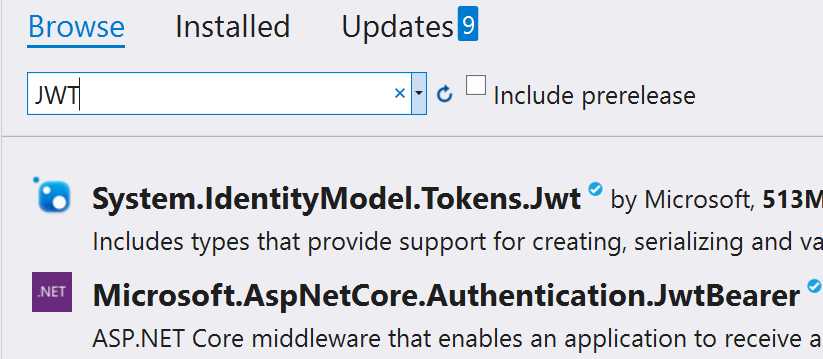 Browse Installed Updates 9
JWT × Include prerelease
System.IdentityModel.Tokens.Jwt by Microsoft, 513M
Includes types that provide support for creating, serializing and va
.NET Microsoft.AspNetCore.Authentication.JwtBearer
ASP.NET Core middleware that enables an application to receive a